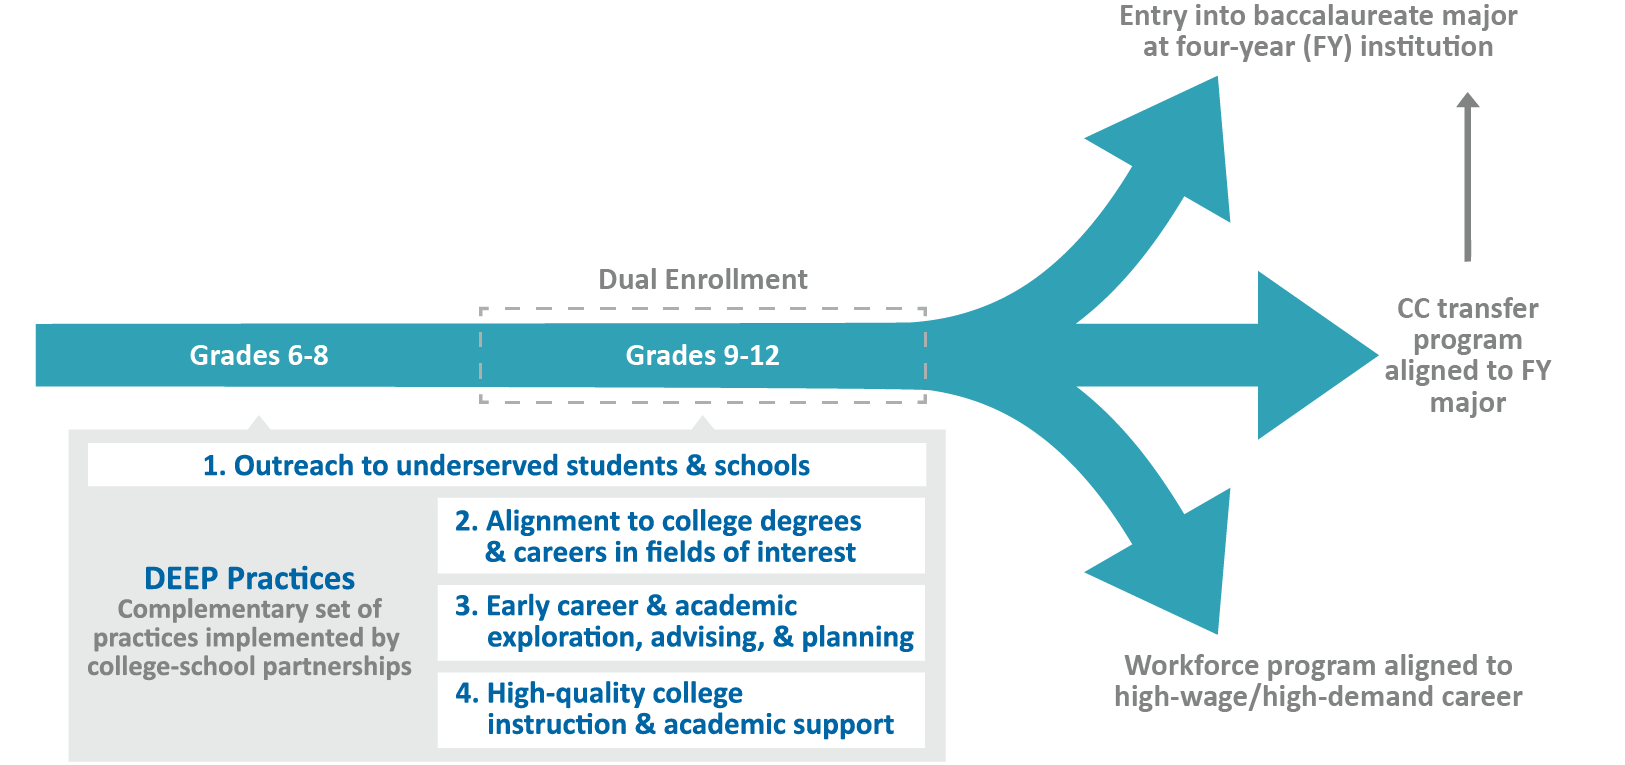 Entry into baccalaureate major
at four-year (FY) institution
Dual Enrollment
Grades 6-8
Grades 9-12
CC transfer
program
aligned to FY
major
1. Outreach to underserved students & schools
2. Alignment to college degrees
& careers in fields of interest
DEEP Practices
Complementary set of
practices implemented by
college-school partnerships
3. Early career & academic
exploration, advising, & planning
4. High-quality college
instruction & academic support
Workforce program aligned to
high-wage/high-demand career